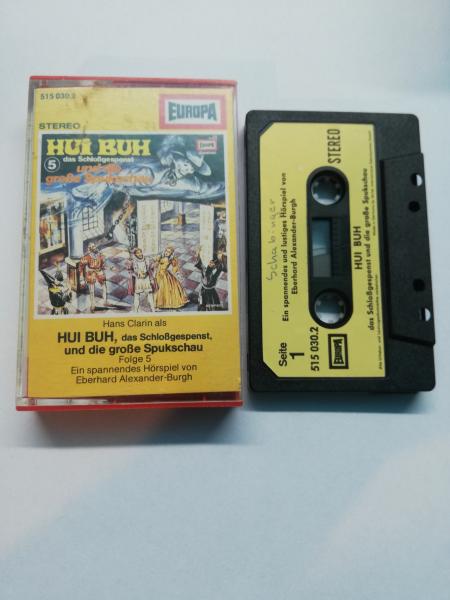 515 030.2
EUROPA
STEREO
HUI BUH
das Schloßgespenst
5
und die
große Spukschau
EUROPA
Hans Clarin als
HUI BUH, das Schloßgespenst,
und die große Spukschau
Folge 5
Ein spannendes Hörspiel von
Eberhard Alexander-Burgh
Schabinger
Ein spannendes und lustiges Hörspiel von
Eberhard Alexander-Burgh
Seite
1
515 030.2
STEREO
HUI BUH
das Schloßgespenst und die große Spukschau
EUROPA